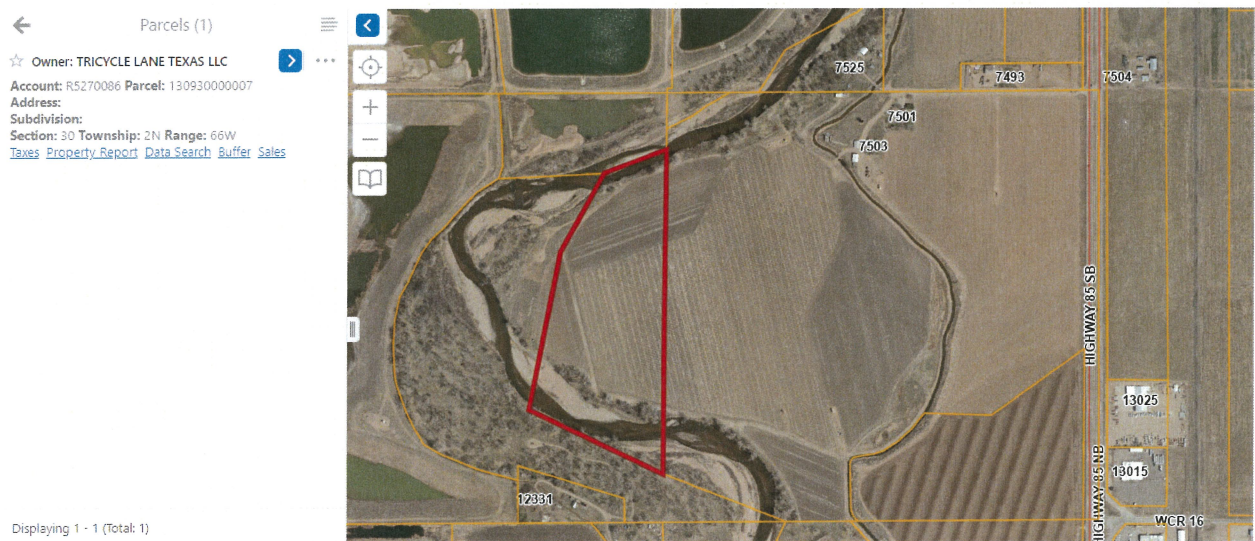 Parcels (1)
Owner: TRICYCLE LANE TEXAS LLC
Account: R5270086 Parcel: 130930000007
Address:
Subdivision:
Section: 30 Township: 2N Range: 66W
Taxes Property Report Data Search Buffer Sales
Displaying 1 - 1 (Total: 1)
7525
7493
7504
7501
7503
HIGHWAY 85 SB
13025
HIGHWAY 85 NB
13015
12331
WCR 16